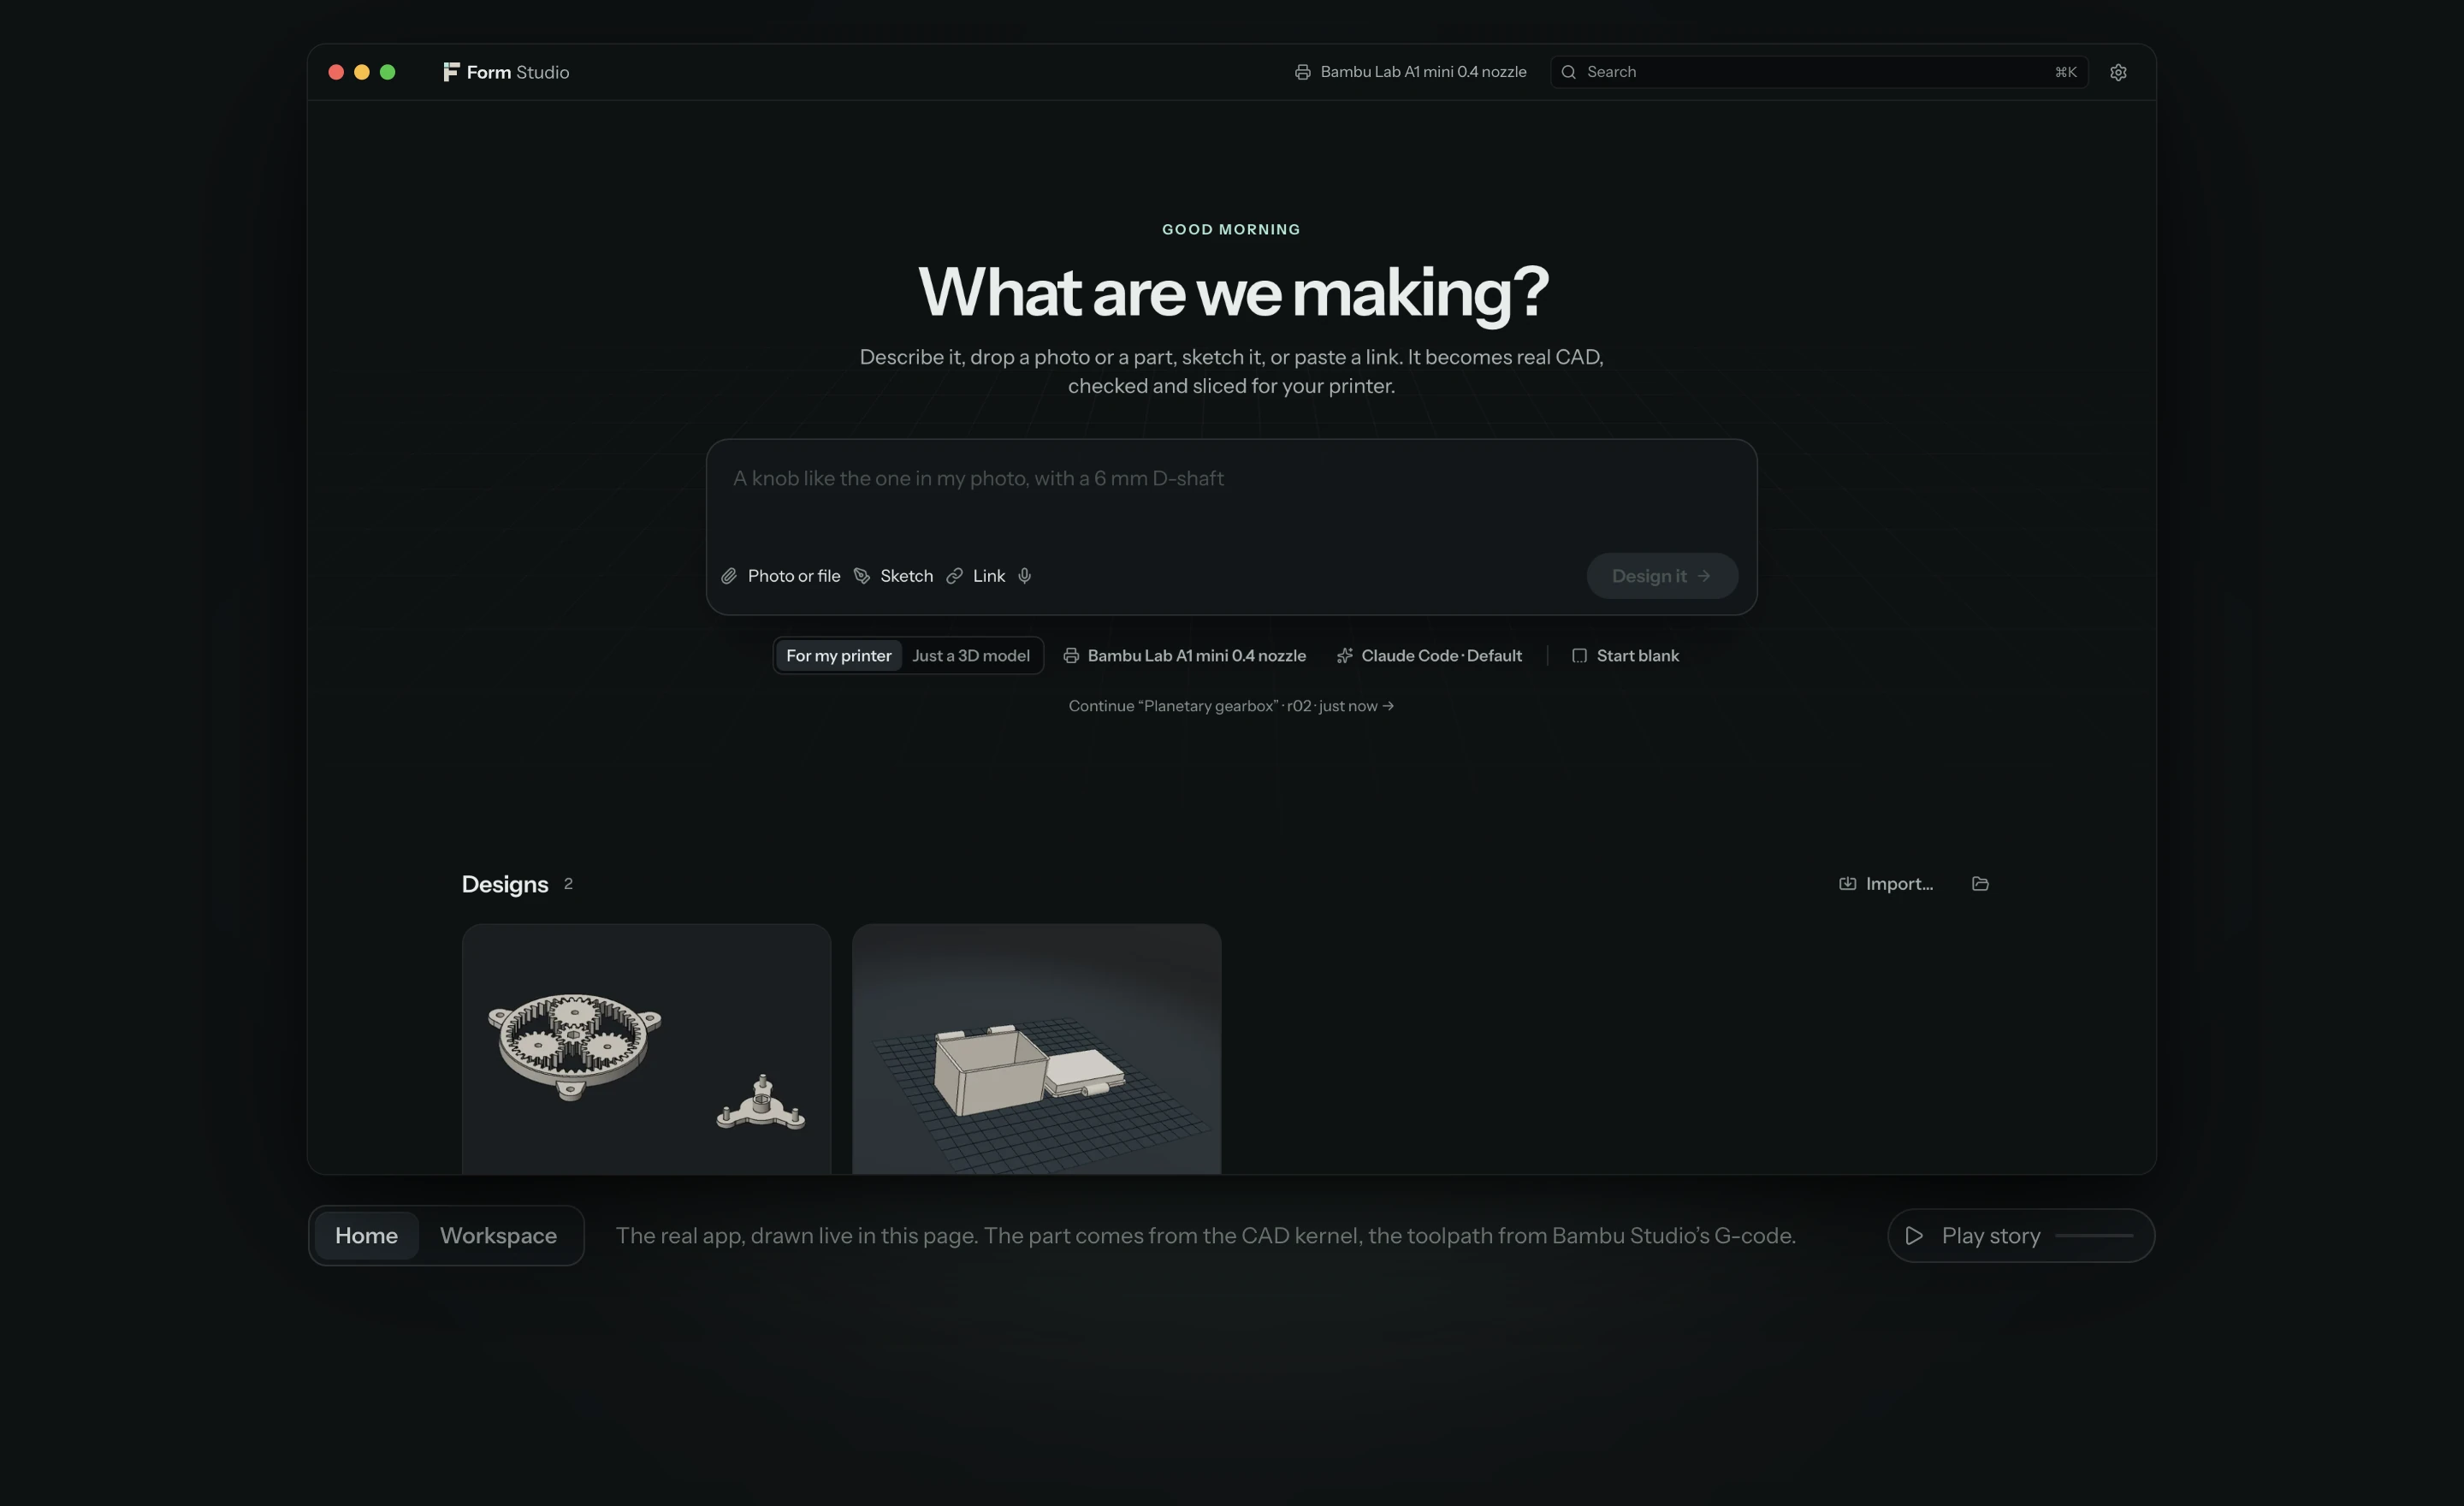 Form Studio
Bambu Lab A1 mini 0.4 nozzle
Search
⌘K
GOOD MORNING
What are we making?
Describe it, drop a photo or a part, sketch it, or paste a link. It becomes real CAD,
checked and sliced for your printer.
A knob like the one in my photo, with a 6 mm D-shaft
Photo or file
Sketch
Link
Design it →
For my printer
Just a 3D model
Bambu Lab A1 mini 0.4 nozzle
Claude Code · Default
Start blank
Continue “Planetary gearbox” · r02 · just now →
Designs 2
Import...
Home
Workspace
The real app, drawn live in this page. The part comes from the CAD kernel, the toolpath from Bambu Studio’s G-code.
Play story